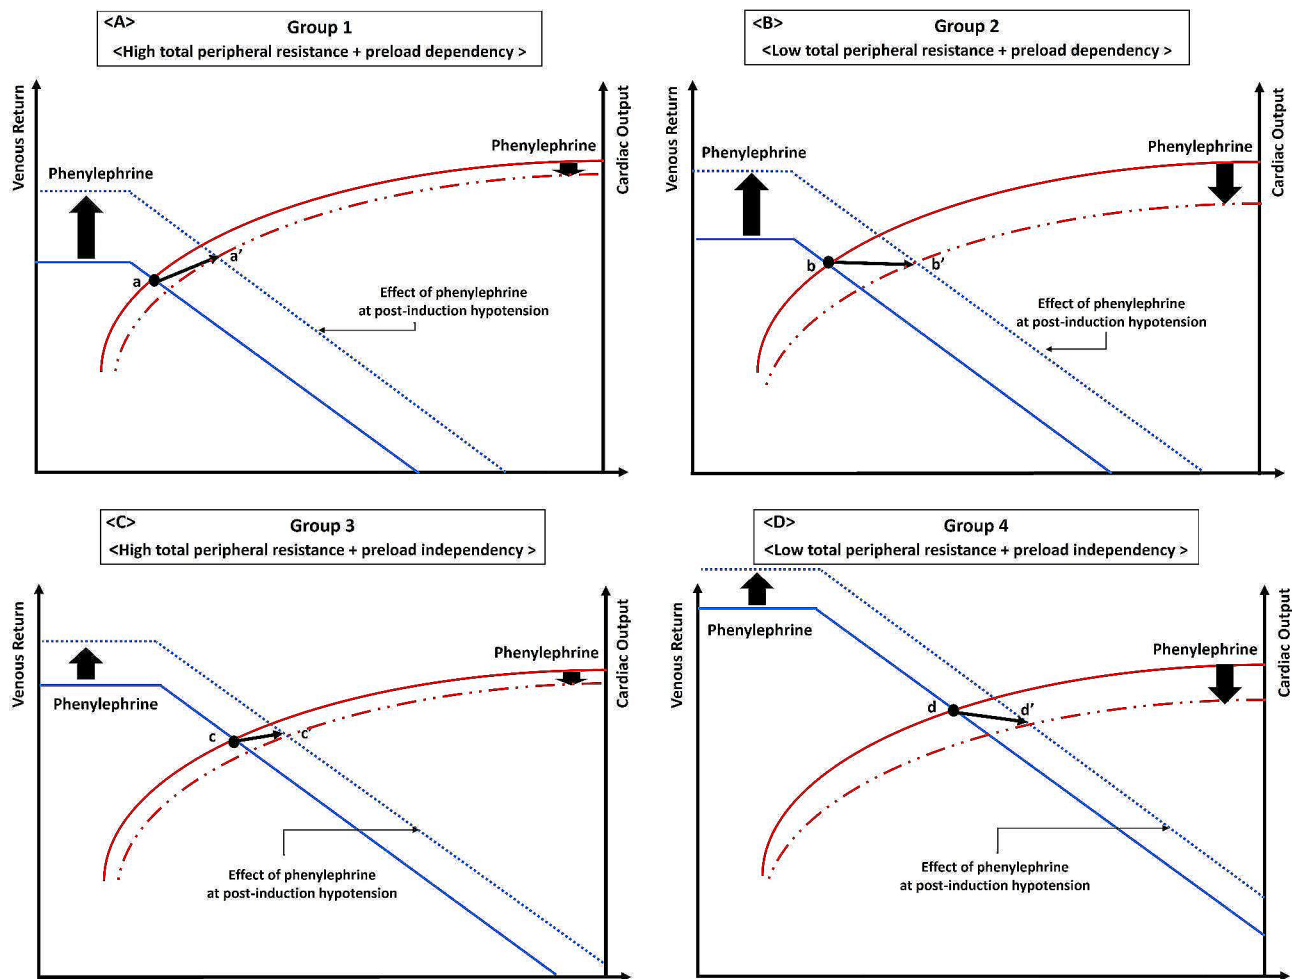 <A>
Group 1
<High total peripheral resistance + preload dependency >
Venous Return
Cardiac Output
Phenylephrine
Phenylephrine
a
a'
Effect of phenylephrine
at post-induction hypotension
<B>
Group 2
<Low total peripheral resistance + preload dependency >
Venous Return
Cardiac Output
Phenylephrine
Phenylephrine
b
b'
Effect of phenylephrine
at post-induction hypotension
<C>
Group 3
<High total peripheral resistance + preload independency >
Venous Return
Cardiac Output
Phenylephrine
Phenylephrine
c
c'
Effect of phenylephrine
at post-induction hypotension
<D>
Group 4
<Low total peripheral resistance + preload independency >
Venous Return
Cardiac Output
Phenylephrine
Phenylephrine
d
d'
Effect of phenylephrine
at post-induction hypotension